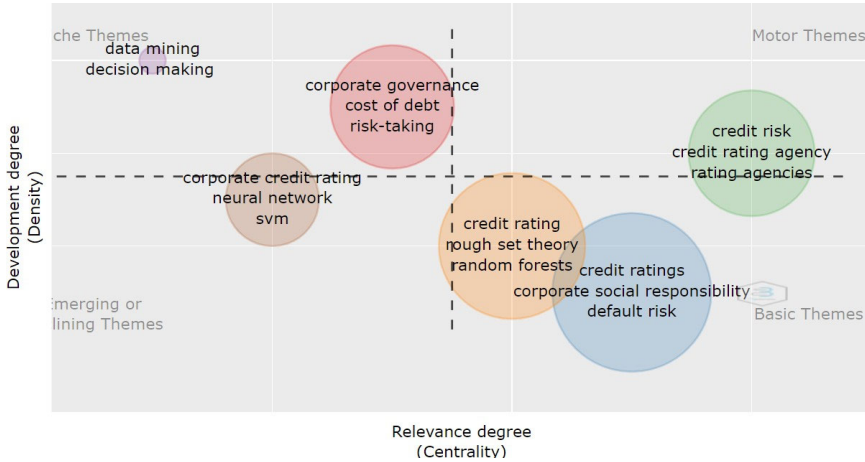 che Themes
Motor Themes
data mining
decision making
corporate governance
cost of debt
risk-taking
credit risk
credit rating agency
rating agencies
corporate credit rating
neural network
svm
credit rating
rough set theory
random forests
credit ratings
corporate social responsibility
default risk
Emerging or
lining Themes
Basic Themes
Development degree
(Density)
Relevance degree
(Centrality)